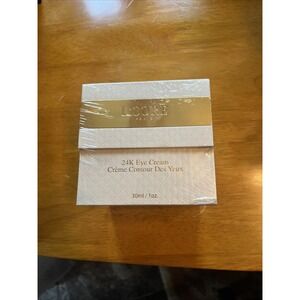 24K Eye Cream
Crème Contour Des Yeux
30ml / 1oz.